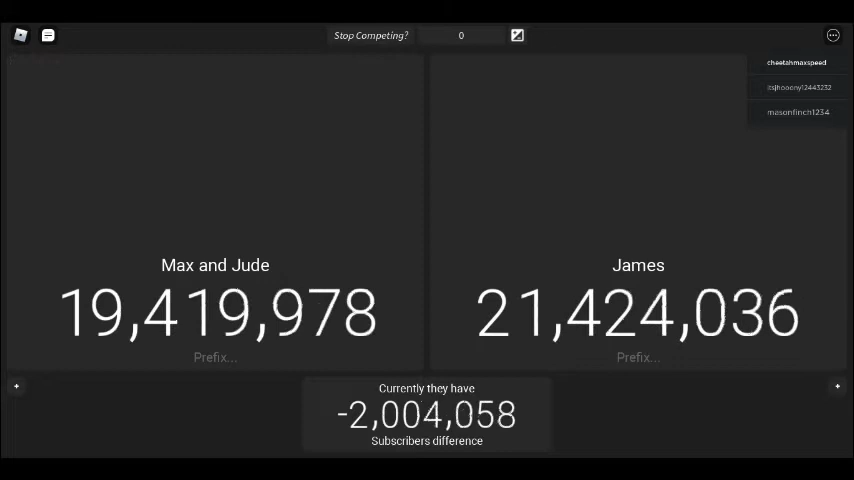 Stop Competing? 0
cheetahmaxspeed
itsjhooony12443232
masonfinch1234
Max and Jude
19,419,978
Prefix...
James
21,424,036
Prefix...
Currently they have
-2,004,058
Subscribers difference